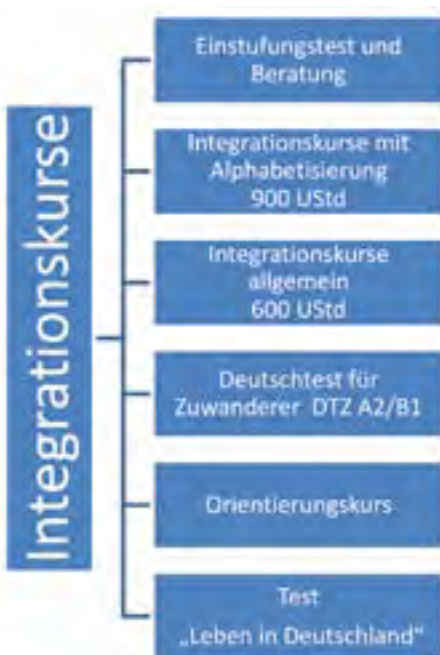 Integrationskurse
Einstufungstest und
Beratung
Integrationskurse mit
Alphabetisierung
900 UStd
Integrationskurse
allgemein
600 UStd
Deutschtest für
Zuwanderer DTZ A2/B1
Orientierungskurs
Test
„Leben in Deutschland“